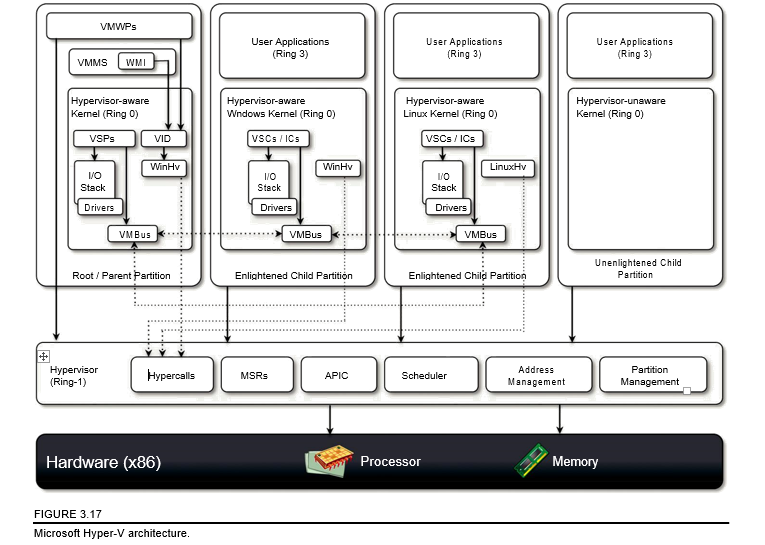 VMWPs
VMMS
WMI
Hypervisor-aware
Kernel (Ring 0)
VSPs
VID
WinHv
I/O
Stack
Drivers
VMBus
Root / Parent Partition
User Applications
(Ring 3)
Hypervisor-aware
Wndows Kernel (Ring 0)
VSCs / ICs
WinHv
I/O
Stack
Drivers
VMBus
Enlightened Child Partition
User Applications
(Ring 3)
Hypervisor-aware
Linux Kernel (Ring 0)
VSCs / ICs
LinuxHv
I/O
Stack
Drivers
VMBus
Enlightened Child Partition
User Applications
(Ring 3)
Hypervisor-unaware
Kernel (Ring 0)
Unenlightened Child
Partition
Hypervisor
(Ring-1)
Hypercalls
MSRs
APIC
Scheduler
Address
Management
Partition
Management
Hardware (x86)
Processor
Memory
FIGURE 3.17
Microsoft Hyper-V architecture.